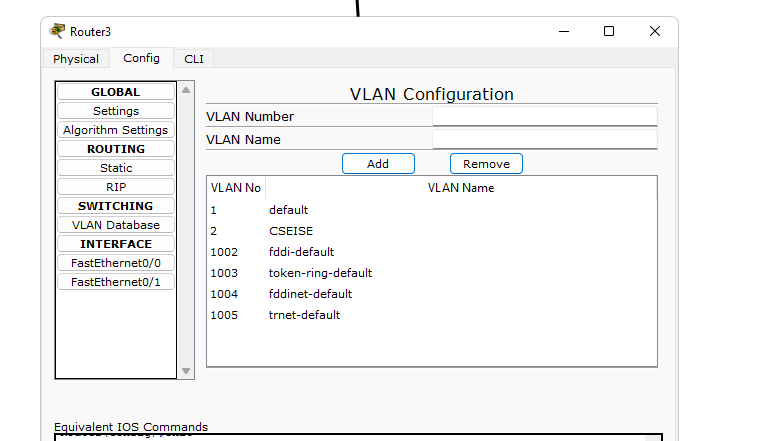 Router3
Physical Config CLI
GLOBAL
Settings
Algorithm Settings
ROUTING
Static
RIP
SWITCHING
VLAN Database
INTERFACE
FastEthernet0/0
FastEthernet0/1
VLAN Configuration
VLAN Number
VLAN Name
Add Remove
VLAN No VLAN Name
1 default
2 CSEISE
1002 fddi-default
1003 token-ring-default
1004 fddinet-default
1005 trnet-default
Equivalent IOS Commands